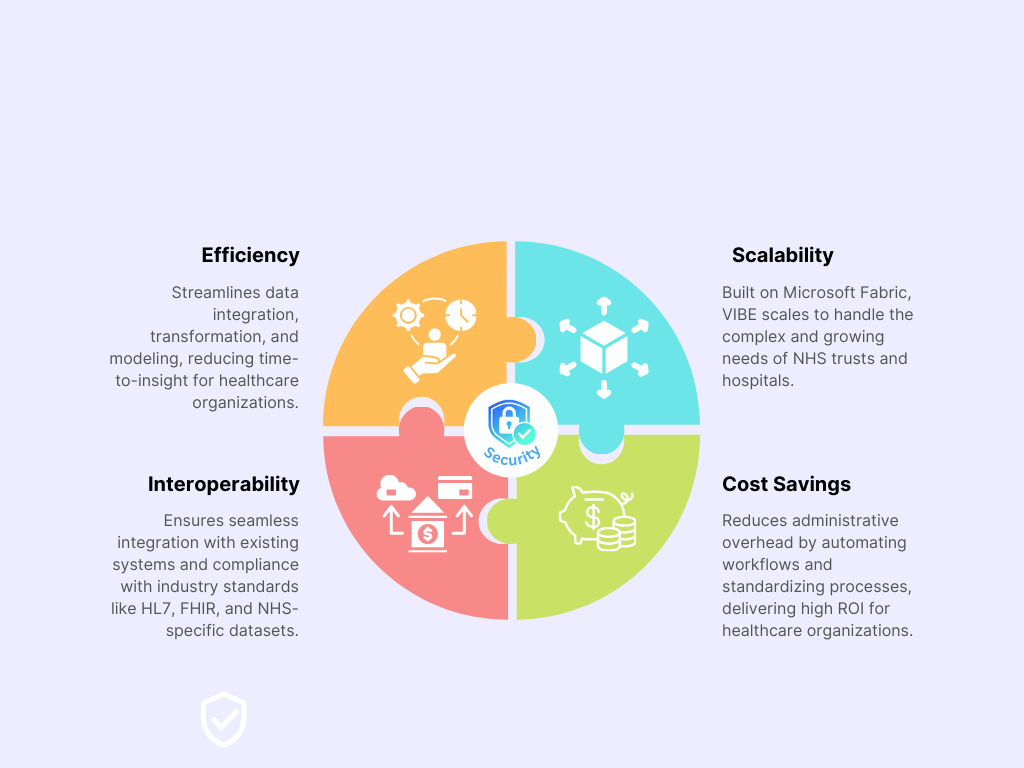 Efficiency
Streamlines data
integration,
transformation, and
modeling, reducing time-
to-insight for healthcare
organizations.
Scalability
Built on Microsoft Fabric,
VIBE scales to handle the
complex and growing
needs of NHS trusts and
hospitals.
Security
$
$
Interoperability
Ensures seamless
integration with existing
systems and compliance
with industry standards
like HL7, FHIR, and NHS-
specific datasets.
Cost Savings
Reduces administrative
overhead by automating
workflows and
standardizing processes,
delivering high ROI for
healthcare organizations.